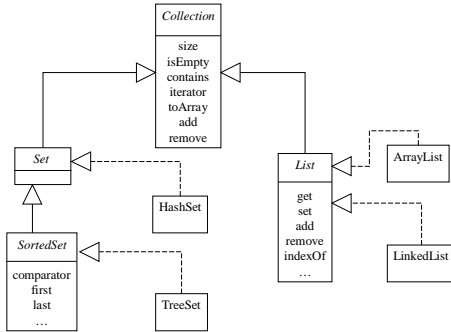 Collection
size
isEmpty
contains
iterator
toArray
add
remove
Set
HashSet
SortedSet
comparator
first
last
…
TreeSet
List
get
set
add
remove
indexOf
…
ArrayList
LinkedList